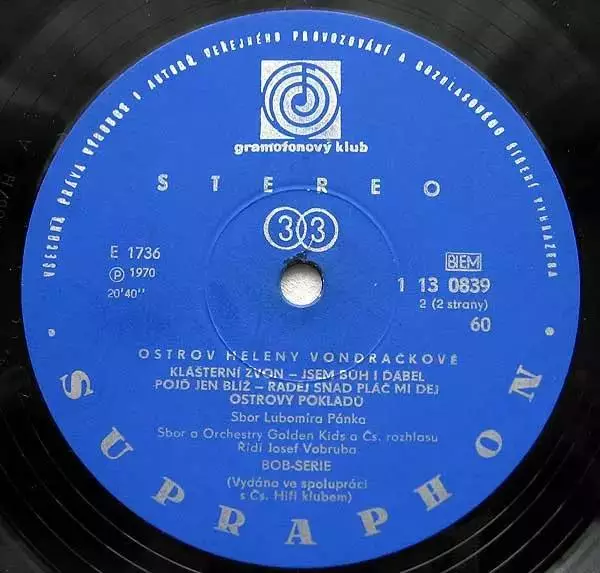 VŠECHNA PRÁVA VÝROBCE I AUTORŮ VEŘEJNÉHO PROVOZOVÁNÍ A ROZHLASOVÉHO ŠÍŘENÍ VYHRAZENA
gramofonový klub
STEREO
33
E 1736
℗ 1970
20'40''
BIEM
1 13 0839
2 (2 strany)
60
OSTROV HELENY VONDRÁČKOVÉ
KLÁŠTERNÍ ZVON – JSEM BŮH I ĎÁBEL
POJĎ JEN BLÍŽ – RADĚJ SNAD PLÁČ MI DEJ
OSTROVY POKLADŮ
Sbor Lubomíra Pánka
Sbor a Orchestry Golden Kids a Čs. rozhlasu
Řídí Josef Vobruba
BOB-SERIE
(Vydáno ve spolupráci
s Čs. Hifi klubem)
SUPRAPHON